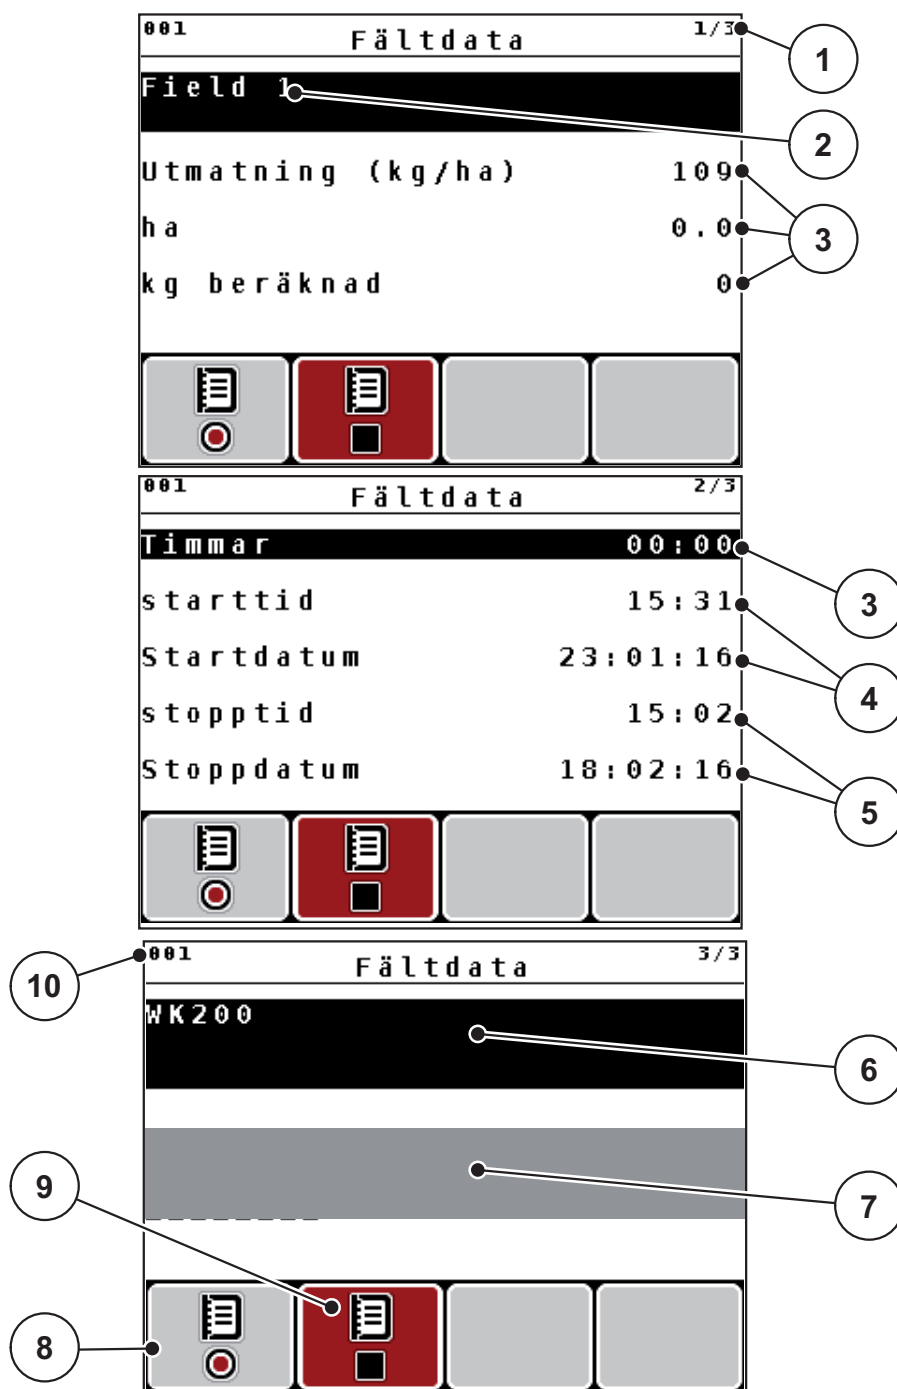 001 Fältdata 1/3
1
Field 1
2
Utmatning (kg/ha) 109
ha 0.0
3
kg beräknad 0
001 Fältdata 2/3
Timmar 00:00
3
starttid 15:31
Startdatum 23:01:16
4
stopptid 15:02
Stoppdatum 18:02:16
5
001 Fältdata 3/3
10
WK200
6
9
7
8